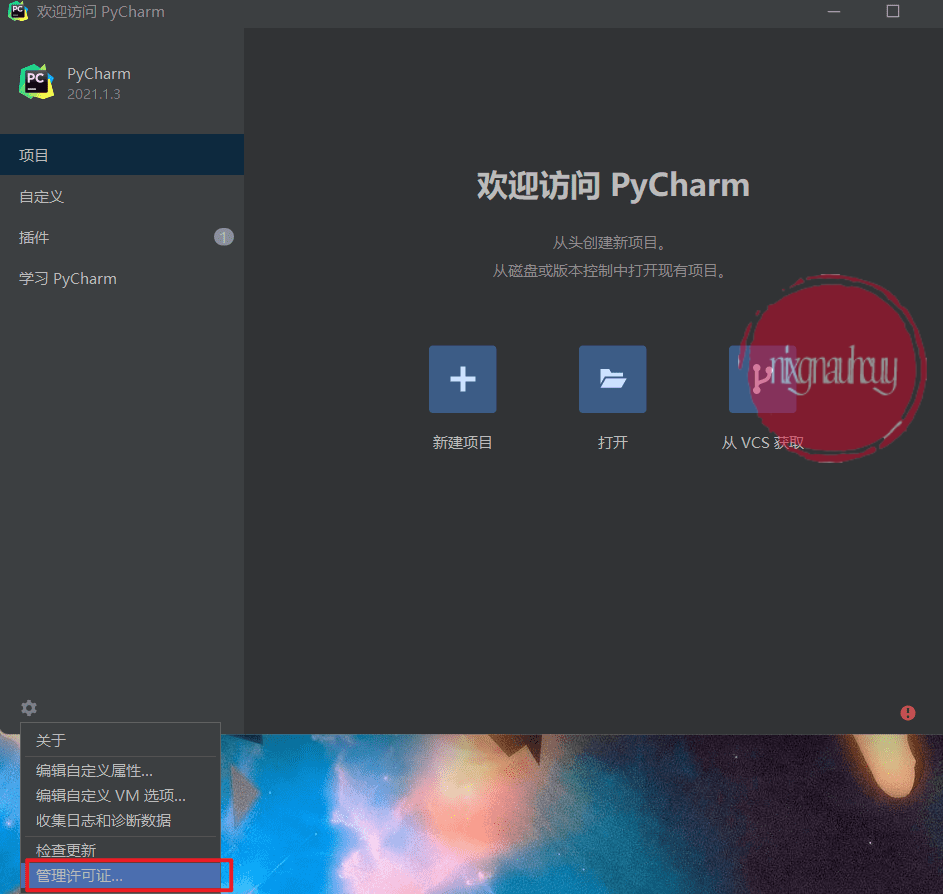 欢迎访问 PyCharm
PC
PyCharm
2021.1.3
项目
自定义
插件
1
学习 PyCharm
欢迎访问 PyCharm
从头创建新项目。
从磁盘或版本控制中打开现有项目。
新建项目
打开
从 VCS 获取
关于
编辑自定义属性...
编辑自定义 VM 选项...
收集日志和诊断数据
检查更新
管理许可证...